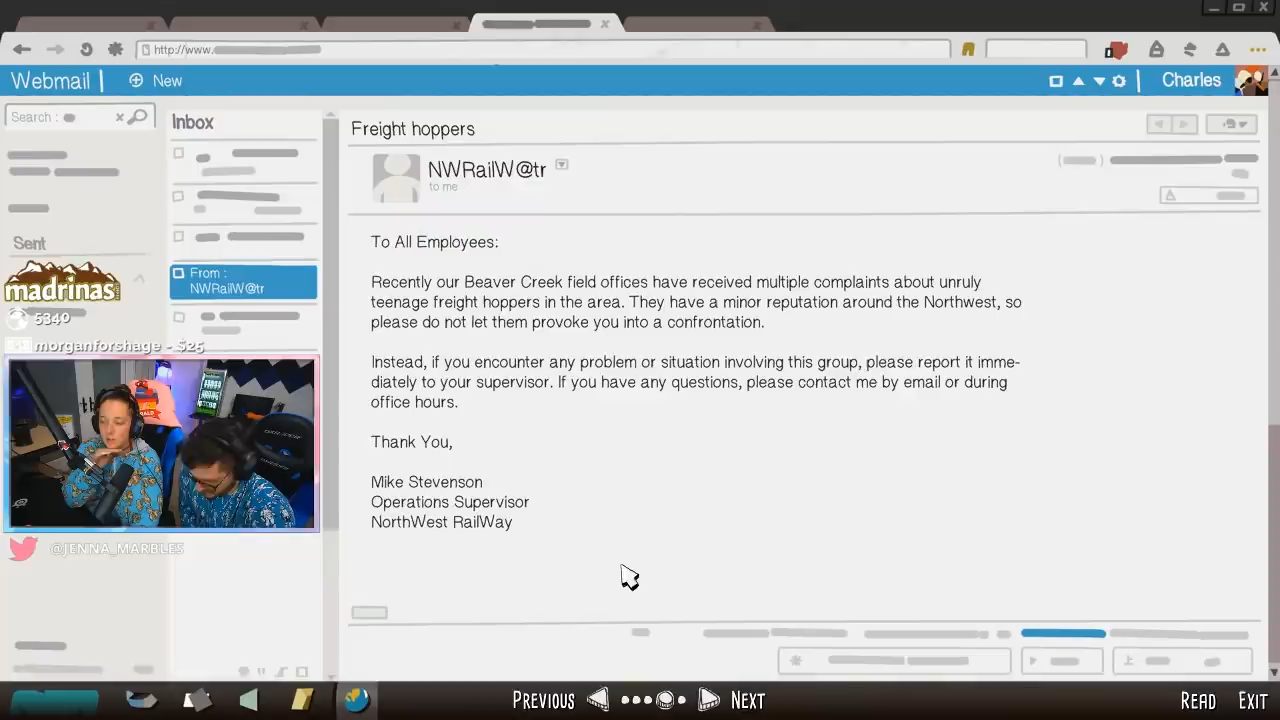 http://www.
Webmail |
New
Charles
Search :
Inbox
Freight hoppers
NWRailW@tr
to me
Sent
madrinas
From :
NWRailW@tr
5340
morganforshage - $25
@JENNA_MARBLES
To All Employees:
Recently our Beaver Creek field offices have received multiple complaints about unruly
teenage freight hoppers in the area. They have a minor reputation around the Northwest, so
please do not let them provoke you into a confrontation.
Instead, if you encounter any problem or situation involving this group, please report it imme-
diately to your supervisor. If you have any questions, please contact me by email or during
office hours.
Thank You,
Mike Stevenson
Operations Supervisor
NorthWest RailWay
PREVIOUS
NEXT
READ
EXIT